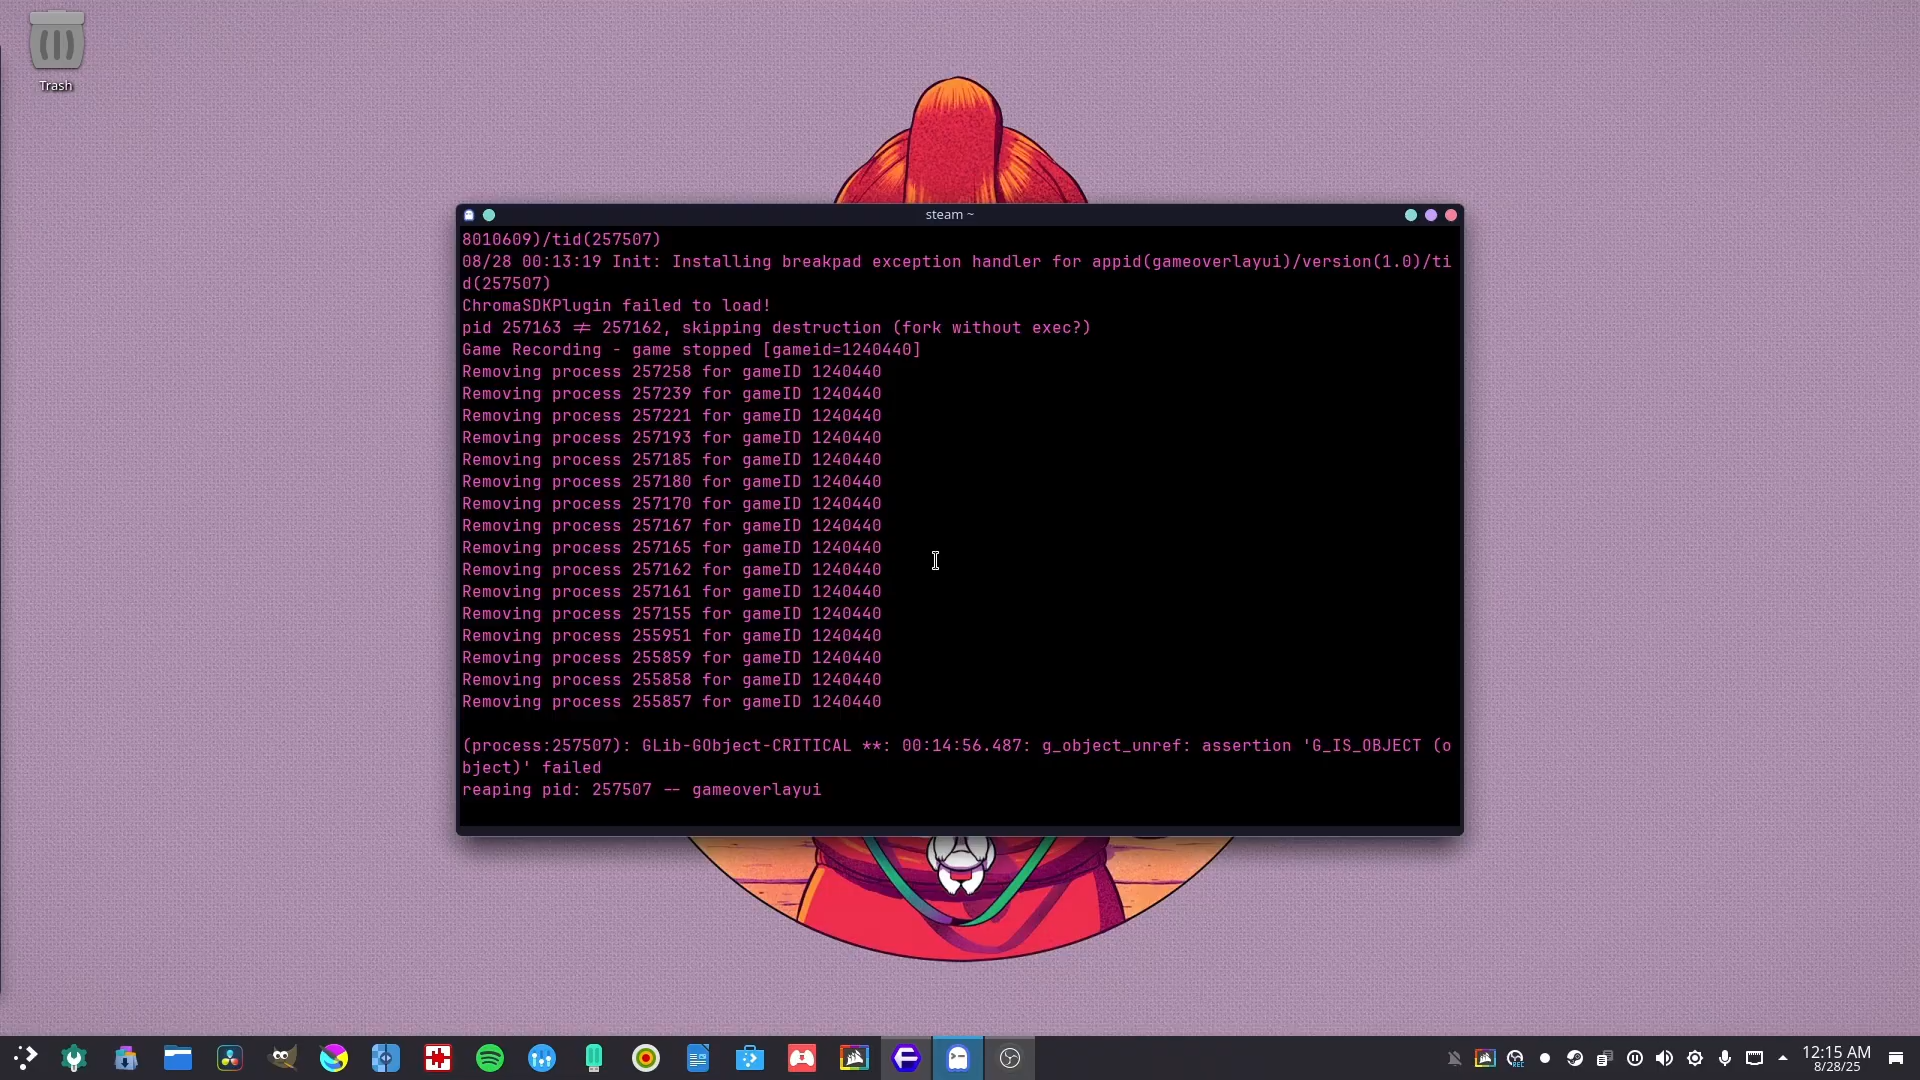 Trash
steam ~
8010609)/tid(257507)
08/28 00:13:19 Init: Installing breakpad exception handler for appid(gameoverlayui)/version(1.0)/ti
d(257507)
ChromaSDKPlugin failed to load!
pid 257163 != 257162, skipping destruction (fork without exec?)
Game Recording - game stopped [gameid=1240440]
Removing process 257258 for gameID 1240440
Removing process 257239 for gameID 1240440
Removing process 257221 for gameID 1240440
Removing process 257193 for gameID 1240440
Removing process 257185 for gameID 1240440
Removing process 257180 for gameID 1240440
Removing process 257170 for gameID 1240440
Removing process 257167 for gameID 1240440
Removing process 257165 for gameID 1240440
Removing process 257162 for gameID 1240440
Removing process 257161 for gameID 1240440
Removing process 257155 for gameID 1240440
Removing process 255951 for gameID 1240440
Removing process 255859 for gameID 1240440
Removing process 255858 for gameID 1240440
Removing process 255857 for gameID 1240440
(process:257507): GLib-GObject-CRITICAL **: 00:14:56.487: g_object_unref: assertion 'G_IS_OBJECT (o
bject)' failed
reaping pid: 257507 -- gameoverlayui
REC
12:15 AM
8/28/25